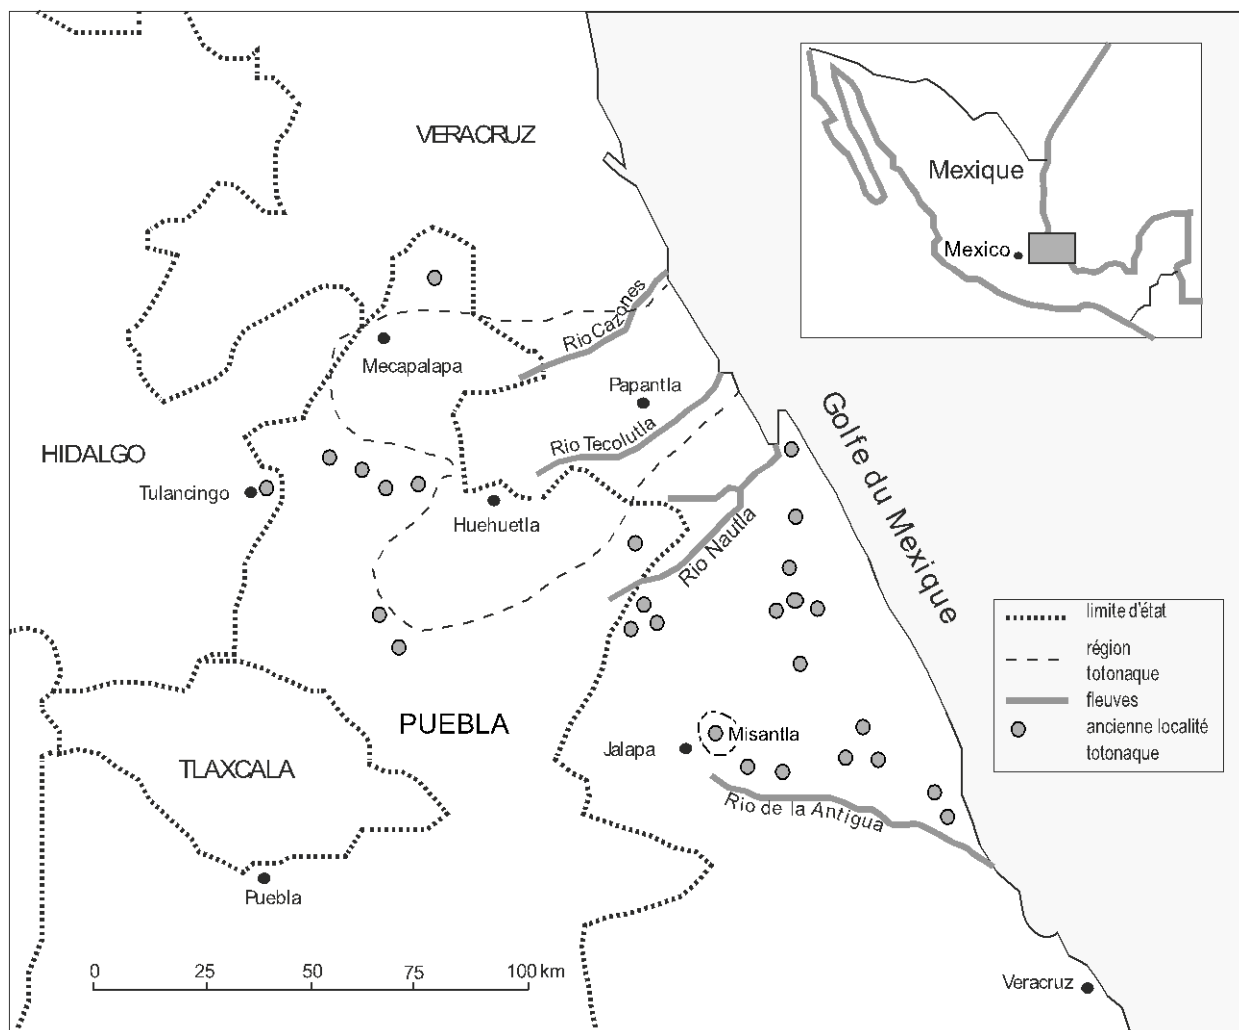 VERACRUZ
Mexique
Mexico
Rio Cazones
Mecapalapa
Papantla
Golfe du Mexique
Rio Tecolutla
HIDALGO
Tulancingo
Huehuetla
Rio Nautla
limite d'état
région
totonaque
fleuves
ancienne localité
totonaque
PUEBLA
Misantla
Jalapa
TLAXCALA
Rio de la Antigua
Puebla
0 25 50 75 100 km
Veracruz